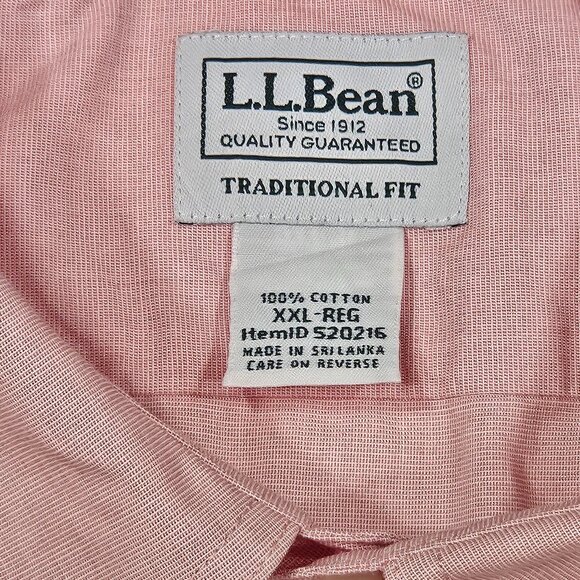 L.L.Bean®
Since 1912
QUALITY GUARANTEED
TRADITIONAL FIT
100% COTTON
XXL-REG
ItemID 520216
MADE IN SRI LANKA
CARE ON REVERSE